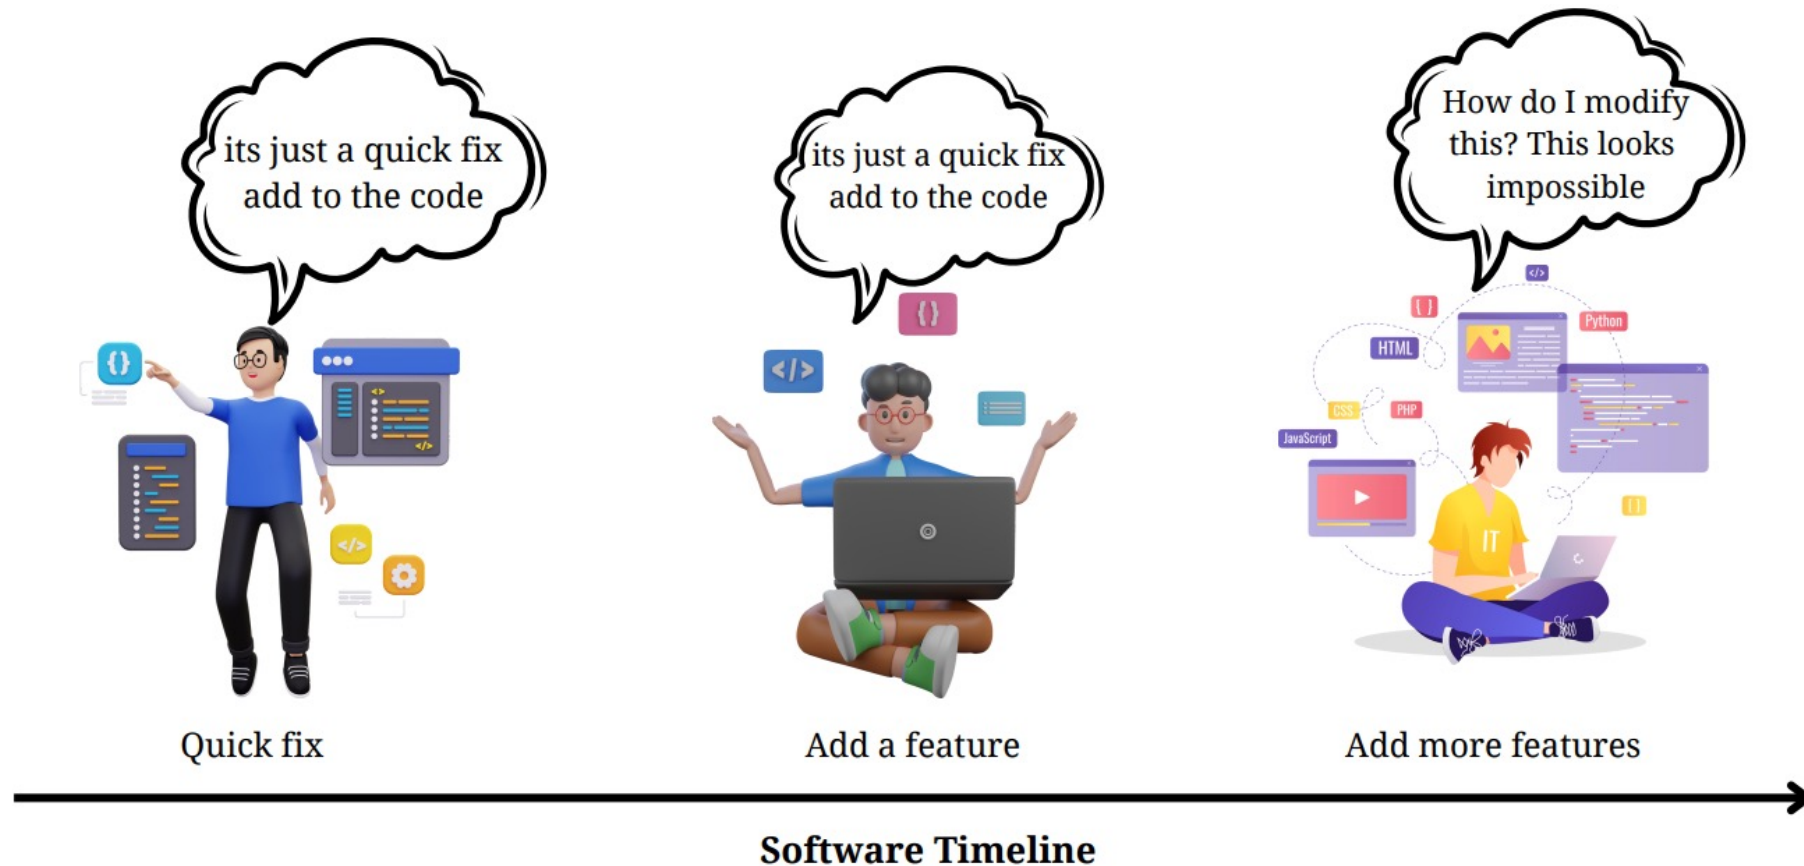 its just a quick fix
add to the code
its just a quick fix
add to the code
How do I modify
this? This looks
impossible
{}
</>
</>
{}
</>
{ }
</>
HTML
Python
CSS
PHP
JavaScript
[ ]
IT
Quick fix
Add a feature
Add more features
Software Timeline